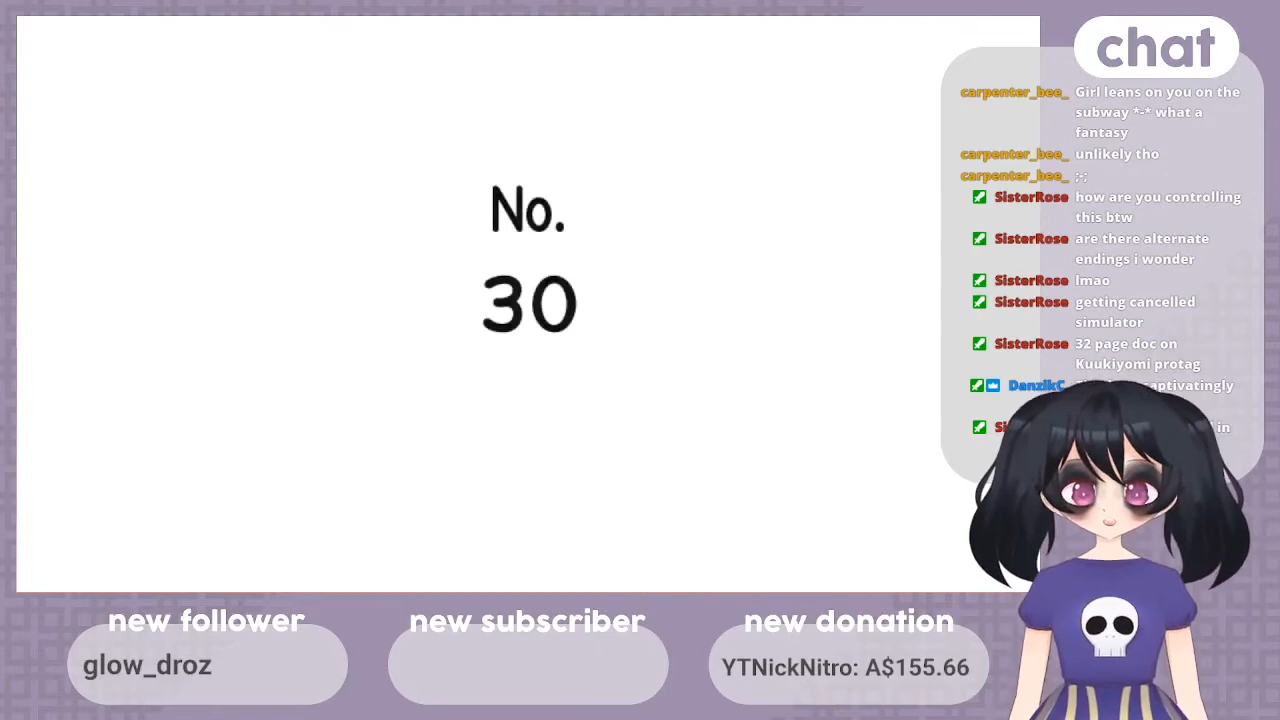 No.
30
chat
carpenter_bee_ Girl leans on you on the
subway *-* what a
fantasy
carpenter_bee_ unlikely tho
carpenter_bee_ ;-;
SisterRose how are you controlling
this btw
SisterRose are there alternate
endings i wonder
SisterRose lmao
SisterRose getting cancelled
simulator
SisterRose 32 page doc on
Kuukiyomi protag
DanzikC captivatingly
in
new follower
glow_droz
new subscriber
new donation
YTNickNitro: A$155.66